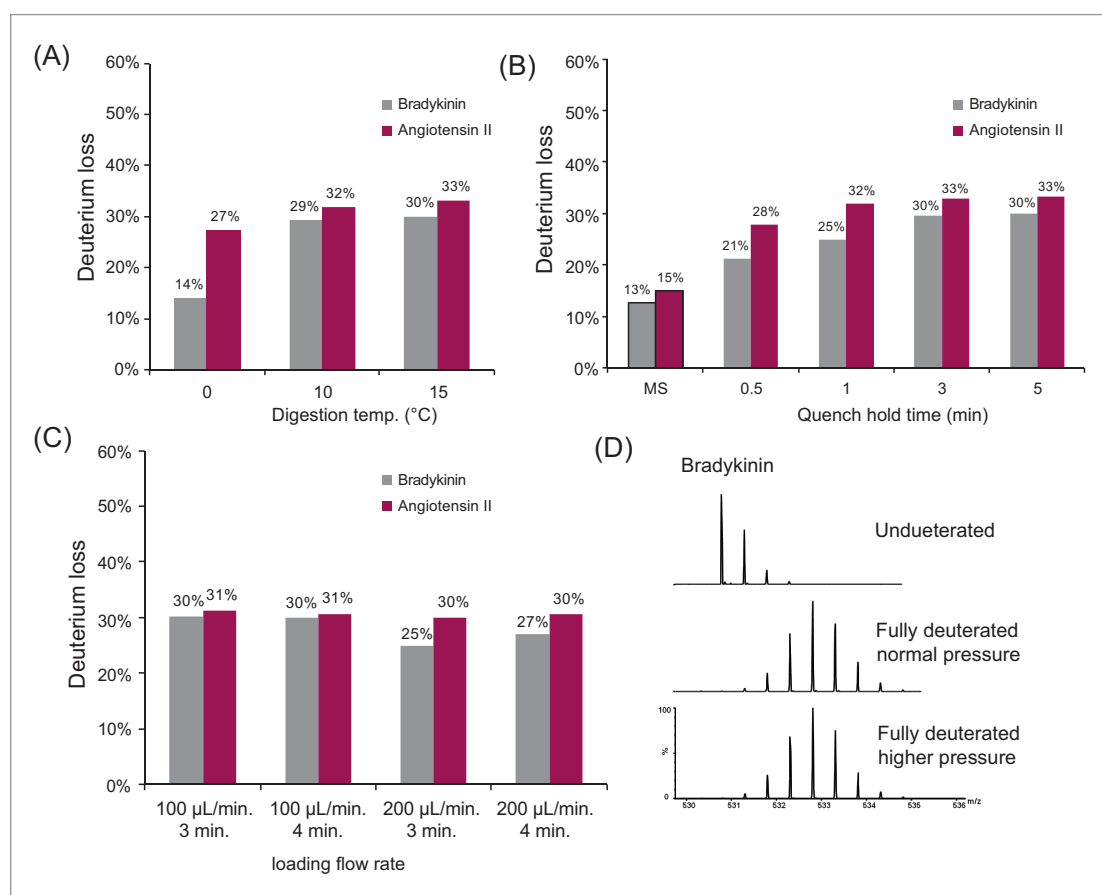 (A)
60%
50%
40%
30%
20%
10%
0%
Deuterium loss
Bradykinin
Angiotensin II
14%
27%
29%
32%
30%
33%
0
10
15
Digestion temp. (°C)
(B)
60%
50%
40%
30%
20%
10%
0%
Deuterium loss
Bradykinin
Angiotensin II
13%
15%
21%
28%
25%
32%
30%
33%
30%
33%
MS
0.5
1
3
5
Quench hold time (min)
(C)
60%
50%
40%
30%
20%
10%
0%
Deuterium loss
Bradykinin
Angiotensin II
30%
31%
30%
31%
25%
30%
27%
30%
100 µL/min.
3 min.
100 µL/min.
4 min.
200 µL/min.
3 min.
200 µL/min.
4 min.
loading flow rate
(D)
Bradykinin
Undueterated
Fully deuterated
normal pressure
Fully deuterated
higher pressure
100
%
0
530
531
532
533
534
535
536
m/z